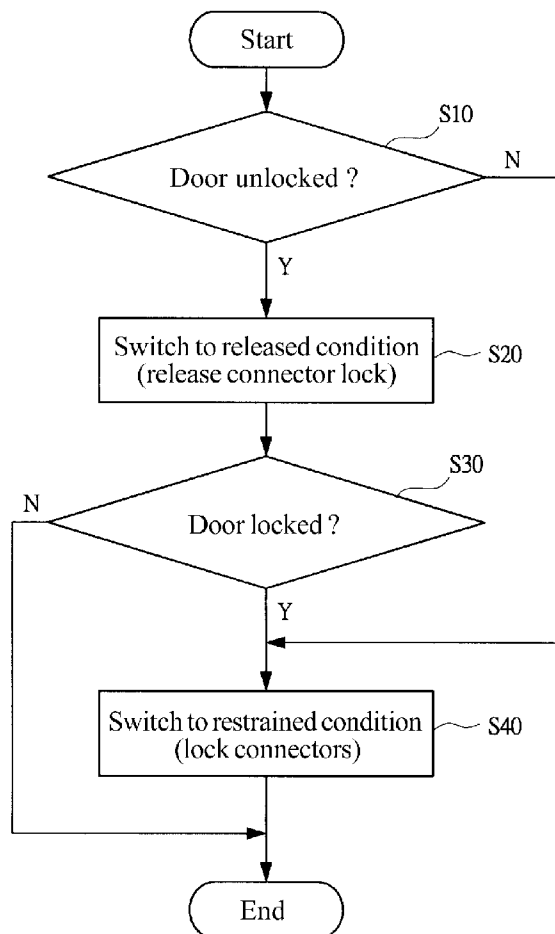 Start
S10
Door unlocked ?
N
Y
Switch to released condition
(release connector lock)
S20
S30
N
Door locked ?
Y
Switch to restrained condition
(lock connectors)
S40
End